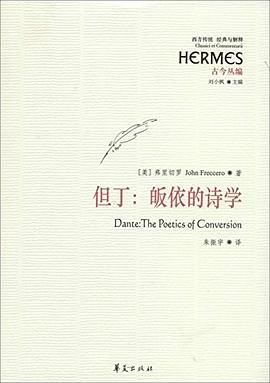 西方传统 经典与解释
Classici et Commentarii
HERMES
古今丛编
刘小枫 ● 主编
[美] 弗里切罗 John Freccero ● 著
但丁：皈依的诗学
Dante:The Poetics of Conversion
朱振宇 ● 译
华夏出版社